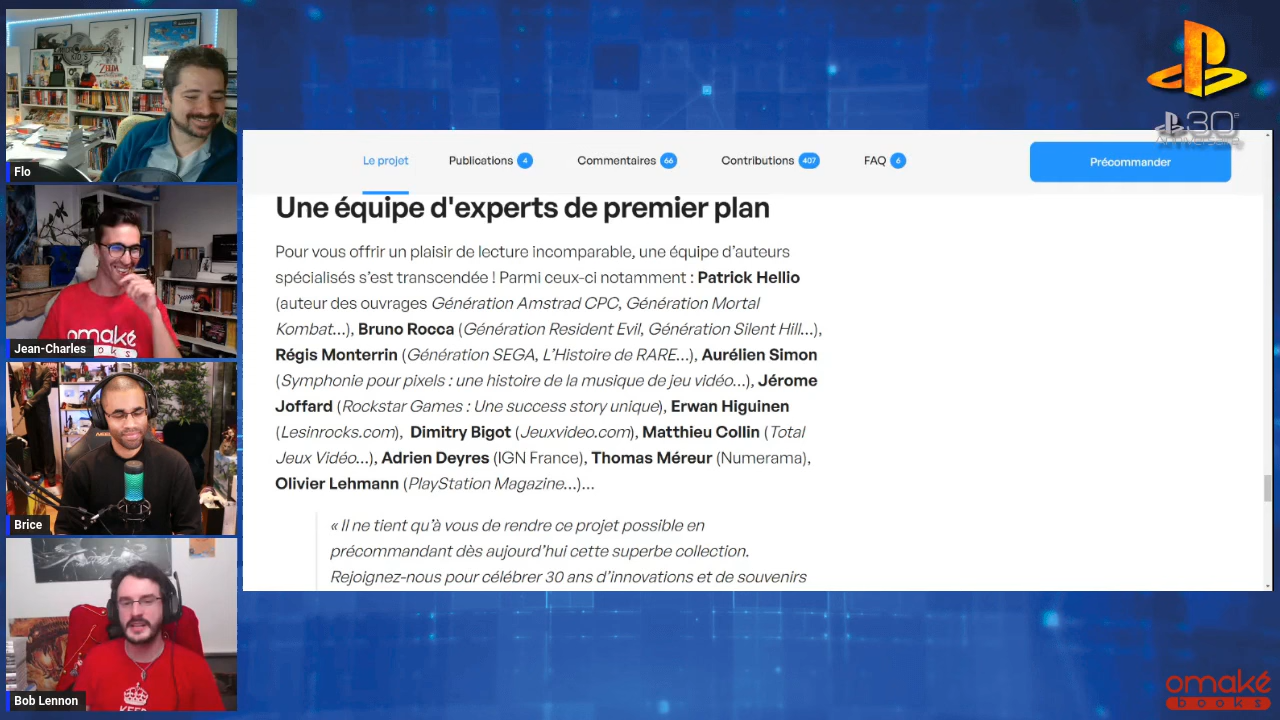 Flo
Jean-Charles
omaké
Brice
Bob Lennon
KEEP
Le projet
Publications 4
Commentaires 66
Contributions 407
FAQ 6
Précommander
30e
Anniversaire
Une équipe d'experts de premier plan
Pour vous offrir un plaisir de lecture incomparable, une équipe d’auteurs
spécialisés s’est transcendée ! Parmi ceux-ci notamment : Patrick Hellio
(auteur des ouvrages Génération Amstrad CPC, Génération Mortal
Kombat…), Bruno Rocca (Génération Resident Evil, Génération Silent Hill…),
Régis Monterrin (Génération SEGA, L’Histoire de RARE…), Aurélien Simon
(Symphonie pour pixels : une histoire de la musique de jeu vidéo…), Jérome
Joffard (Rockstar Games : Une success story unique), Erwan Higuinen
(Lesinrocks.com), Dimitry Bigot (Jeuxvideo.com), Matthieu Collin (Total
Jeux Vidéo…), Adrien Deyres (IGN France), Thomas Méreur (Numerama),
Olivier Lehmann (PlayStation Magazine…)…
« Il ne tient qu’à vous de rendre ce projet possible en
précommandant dès aujourd’hui cette superbe collection.
Rejoignez-nous pour célébrer 30 ans d’innovations et de souvenirs
omaké
books